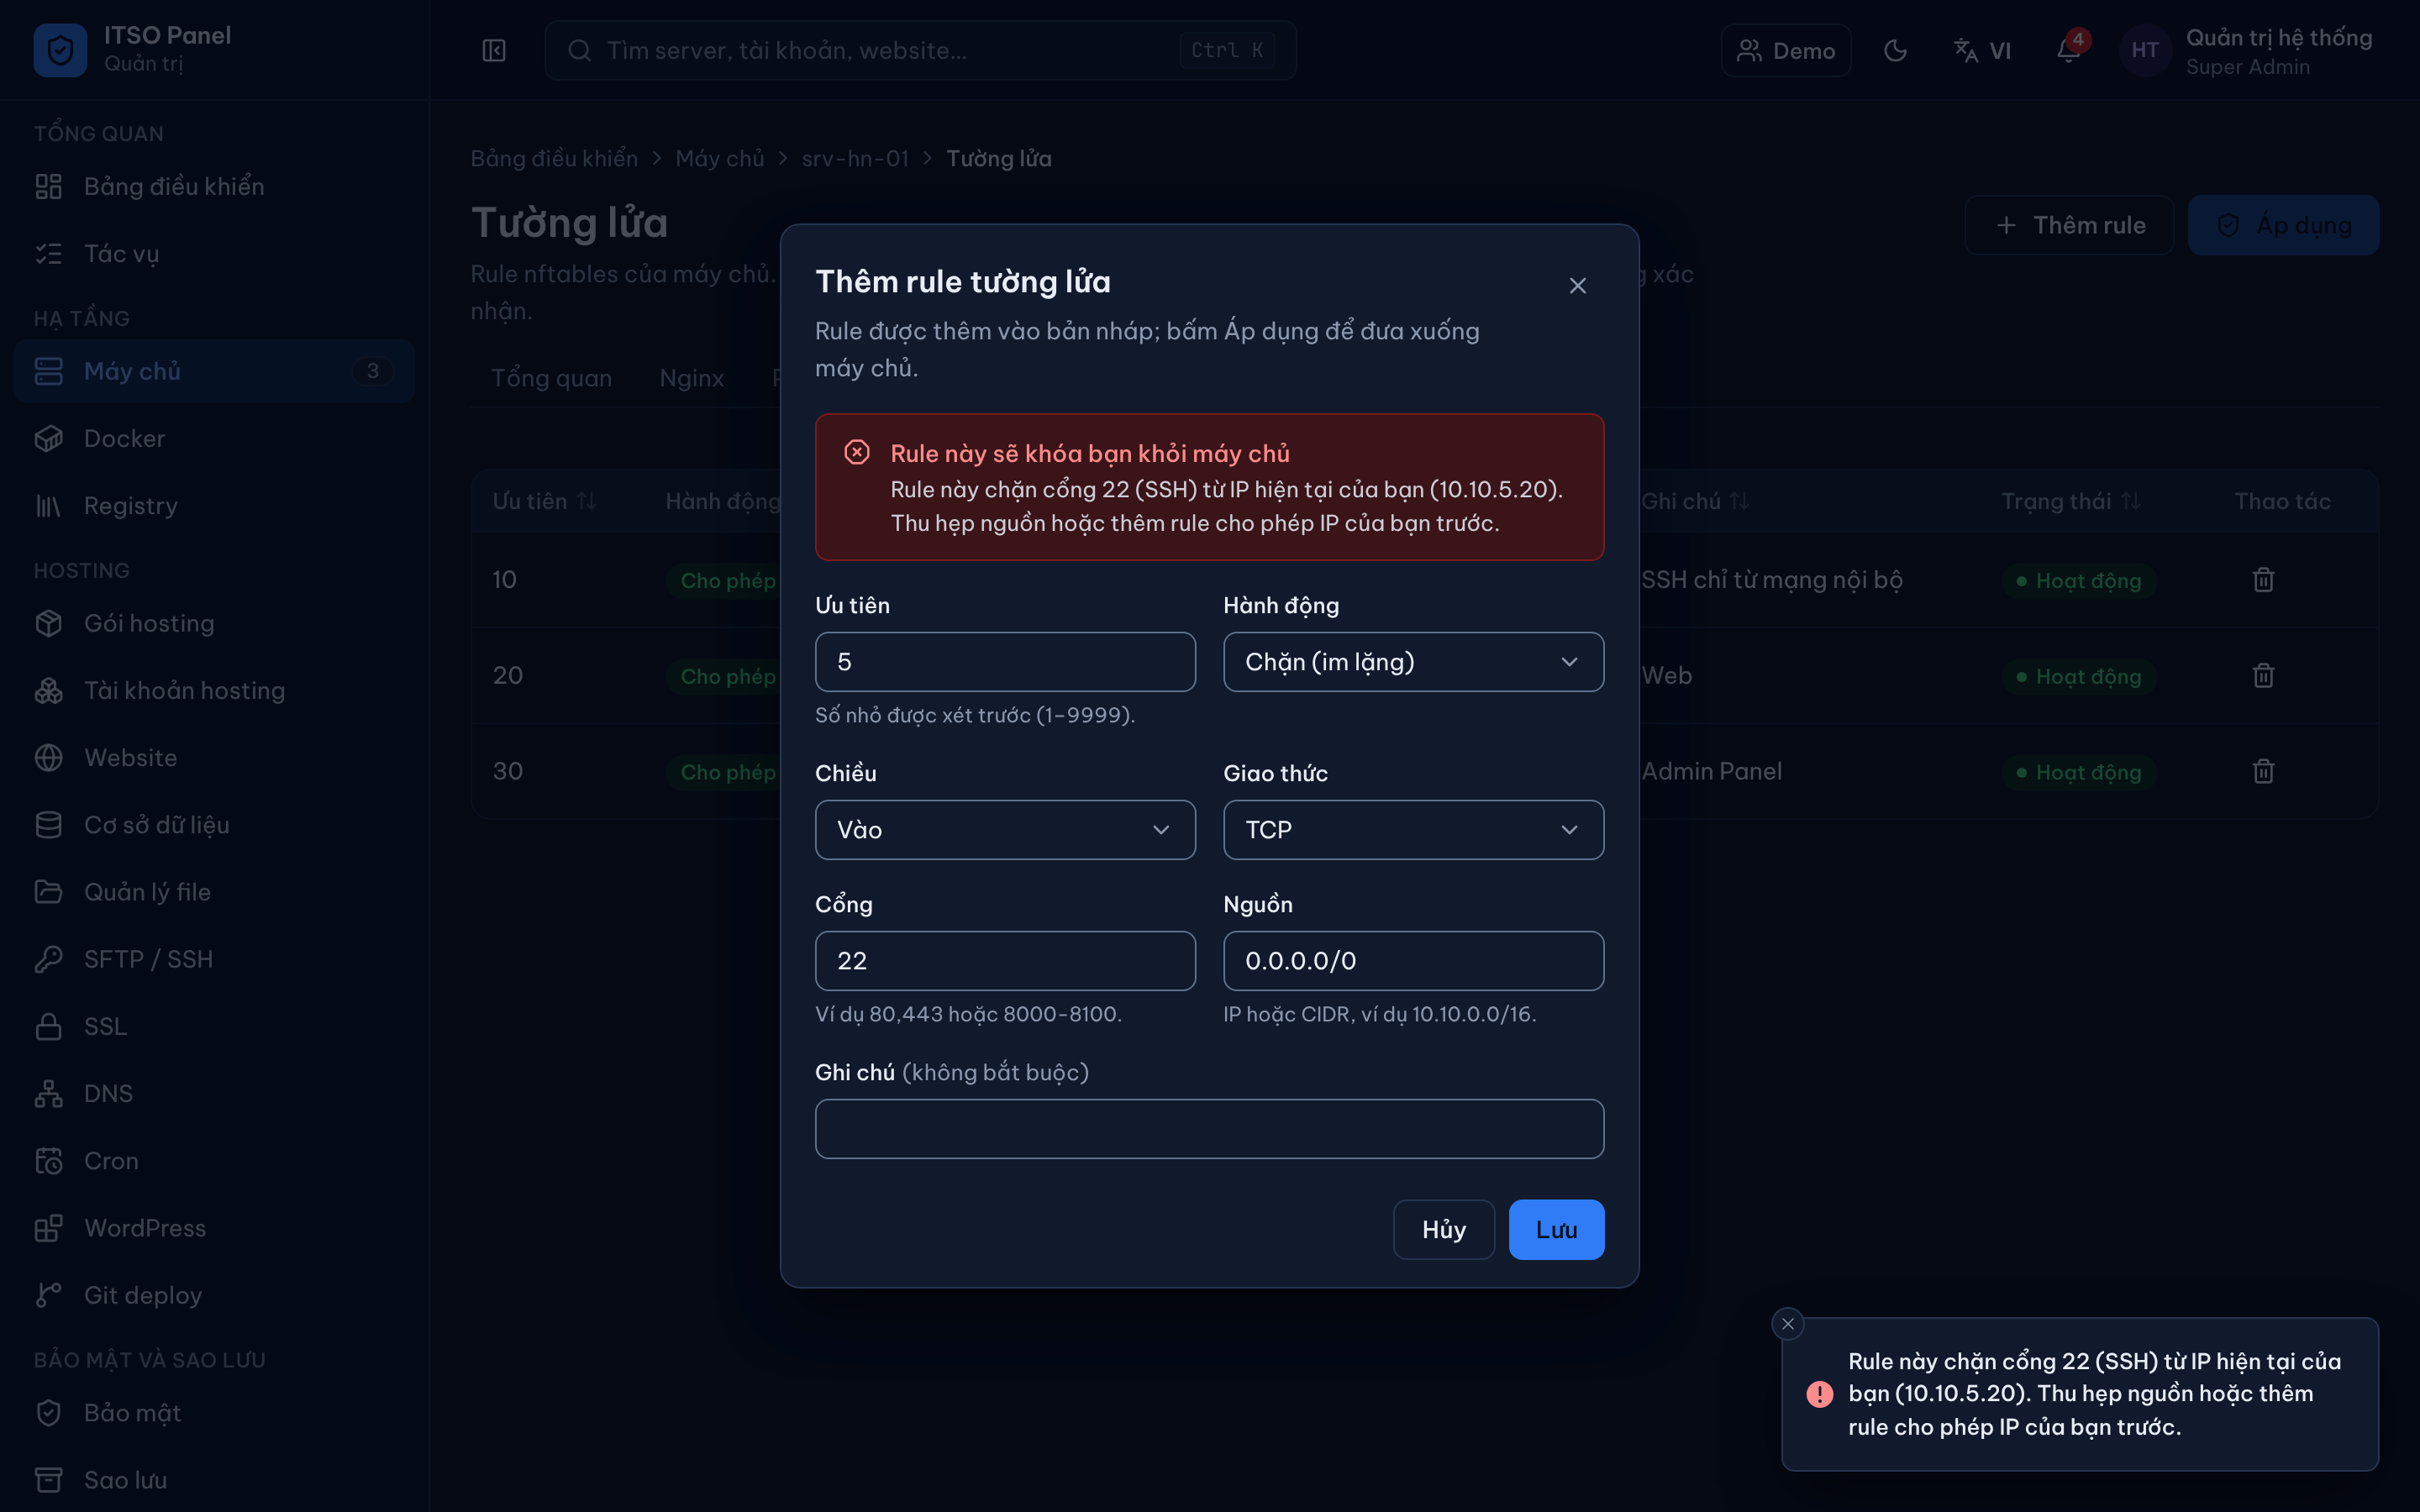 ITSO Panel
Quản trị
Tìm server, tài khoản, website...
Ctrl K
Demo
VI
4
HT
Quản trị hệ thống
Super Admin
TỔNG QUAN
Bảng điều khiển
Tác vụ
HẠ TẦNG
Máy chủ
3
Docker
Registry
HOSTING
Gói hosting
Tài khoản hosting
Website
Cơ sở dữ liệu
Quản lý file
SFTP / SSH
SSL
DNS
Cron
WordPress
Git deploy
BẢO MẬT VÀ SAO LƯU
Bảo mật
Sao lưu
Bảng điều khiển > Máy chủ > srv-hn-01 > Tường lửa
Tường lửa
Rule nftables của máy chủ.
xác
nhận.
Thêm rule
Áp dụng
Tổng quan
Nginx
Ưu tiên
Hành động
Ghi chú
Trạng thái
Thao tác
10
Cho phép
SSH chỉ từ mạng nội bộ
Hoạt động
20
Cho phép
Web
Hoạt động
30
Cho phép
Admin Panel
Hoạt động
Thêm rule tường lửa
Rule được thêm vào bản nháp; bấm Áp dụng để đưa xuống
máy chủ.
Rule này sẽ khóa bạn khỏi máy chủ
Rule này chặn cổng 22 (SSH) từ IP hiện tại của bạn (10.10.5.20).
Thu hẹp nguồn hoặc thêm rule cho phép IP của bạn trước.
Ưu tiên
5
Số nhỏ được xét trước (1–9999).
Hành động
Chặn (im lặng)
Chiều
Vào
Giao thức
TCP
Cổng
22
Ví dụ 80,443 hoặc 8000-8100.
Nguồn
0.0.0.0/0
IP hoặc CIDR, ví dụ 10.10.0.0/16.
Ghi chú (không bắt buộc)
Hủy
Lưu
Rule này chặn cổng 22 (SSH) từ IP hiện tại của
bạn (10.10.5.20). Thu hẹp nguồn hoặc thêm
rule cho phép IP của bạn trước.